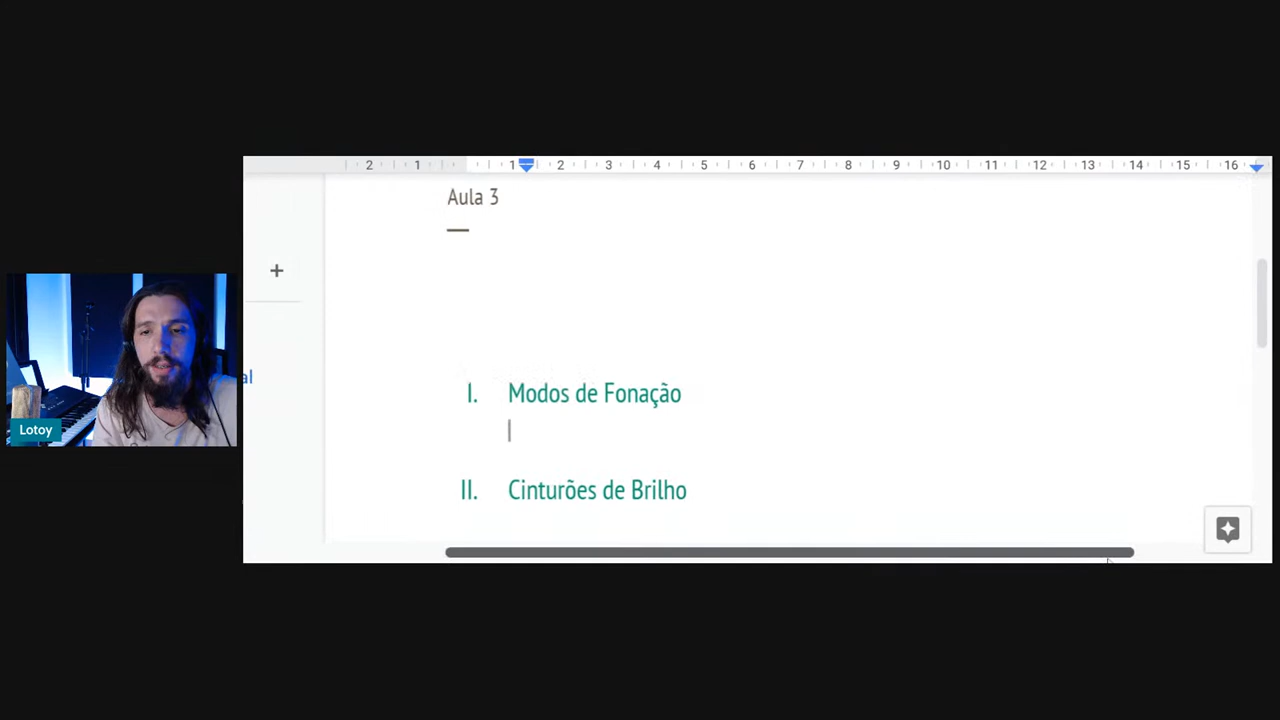 2 1 1 2 3 4 5 6 7 8 9 10 11 12 13 14 15 16
Aula 3
+
al
Lotoy
I. Modos de Fonação
II. Cinturões de Brilho